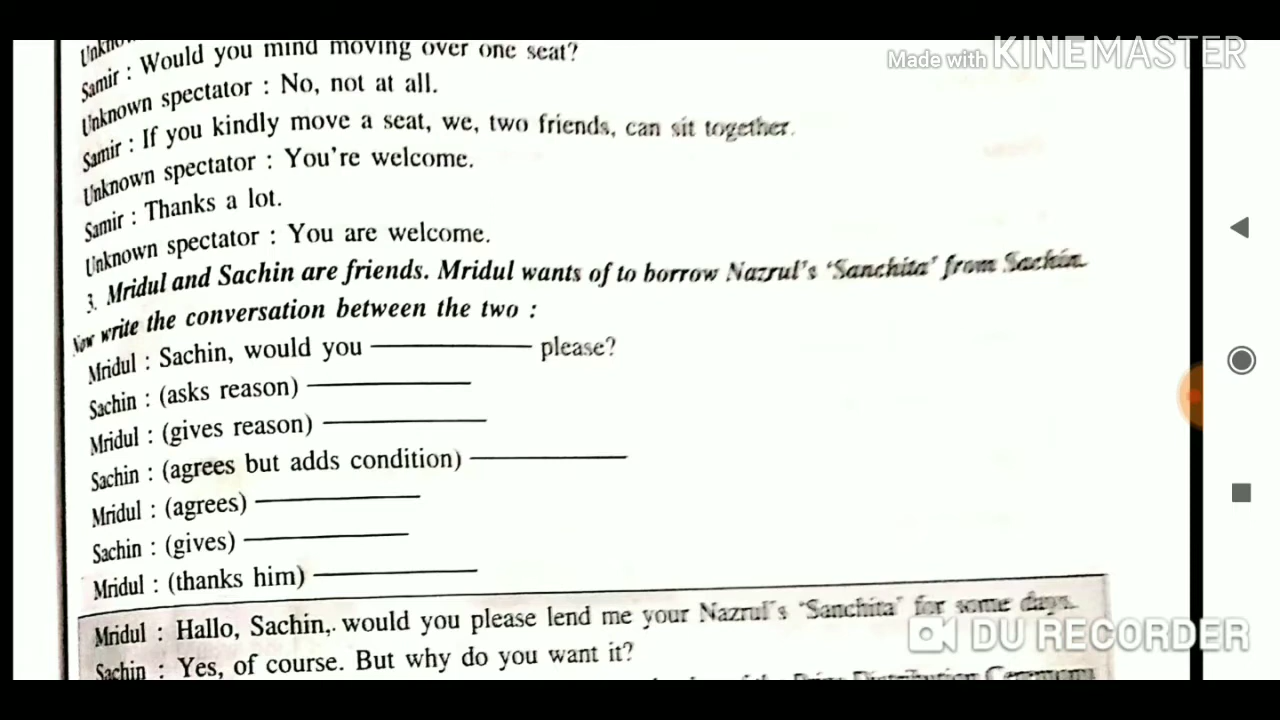 Made with KINEMASTER
Samir : Would you mind moving over one seat?
Unknown spectator : No, not at all.
Samir : If you kindly move a seat, we, two friends, can sit together.
Unknown spectator : You're welcome.
Samir : Thanks a lot.
Unknown spectator : You are welcome.
3. Mridul and Sachin are friends. Mridul wants of to borrow Nazrul's 'Sanchita' from Sachin.
Now write the conversation between the two :
Mridul : Sachin, would you ——— please?
Sachin : (asks reason) ———
Mridul : (gives reason) ———
Sachin : (agrees but adds condition) ———
Mridul : (agrees) ———
Sachin : (gives) ———
Mridul : (thanks him) ———
Mridul : Hallo, Sachin,. would you please lend me your Nazrul's 'Sanchita' for some days.
DU RECORDER
Sachin : Yes, of course. But why do you want it?
of the Prize Distribution Ceremony